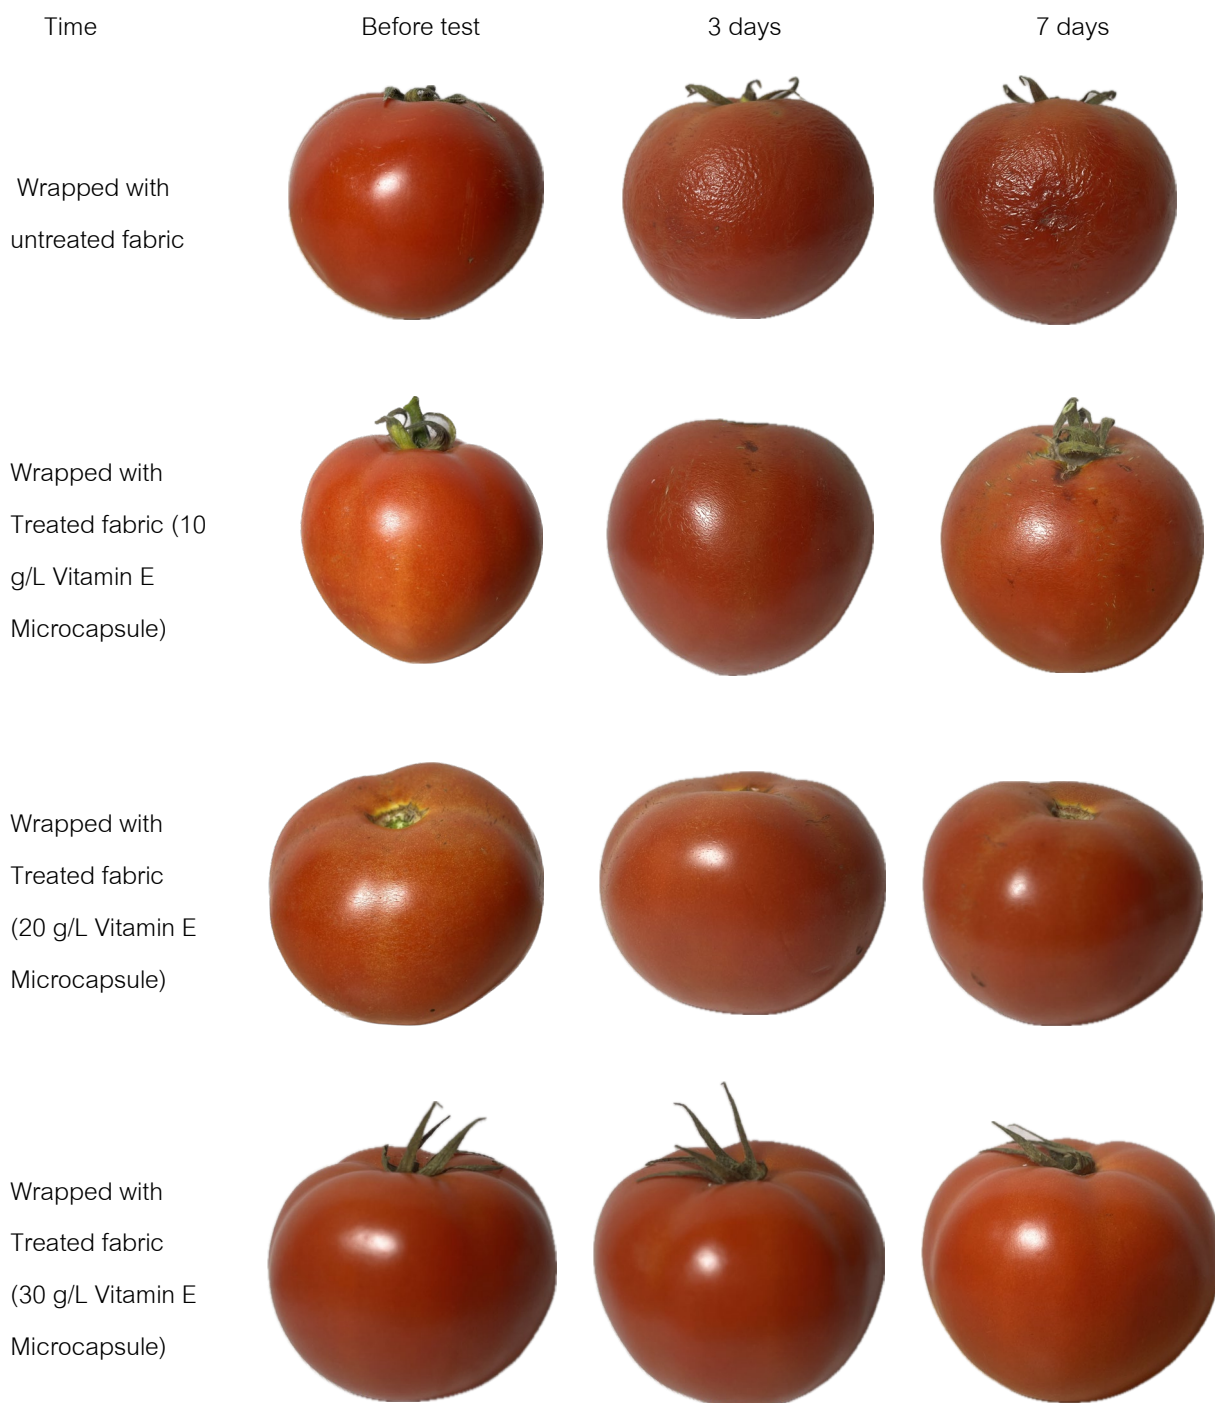 Time
Before test
3 days
7 days
Wrapped with
untreated fabric
Wrapped with
Treated fabric (10
g/L Vitamin E
Microcapsule)
Wrapped with
Treated fabric
(20 g/L Vitamin E
Microcapsule)
Wrapped with
Treated fabric
(30 g/L Vitamin E
Microcapsule)